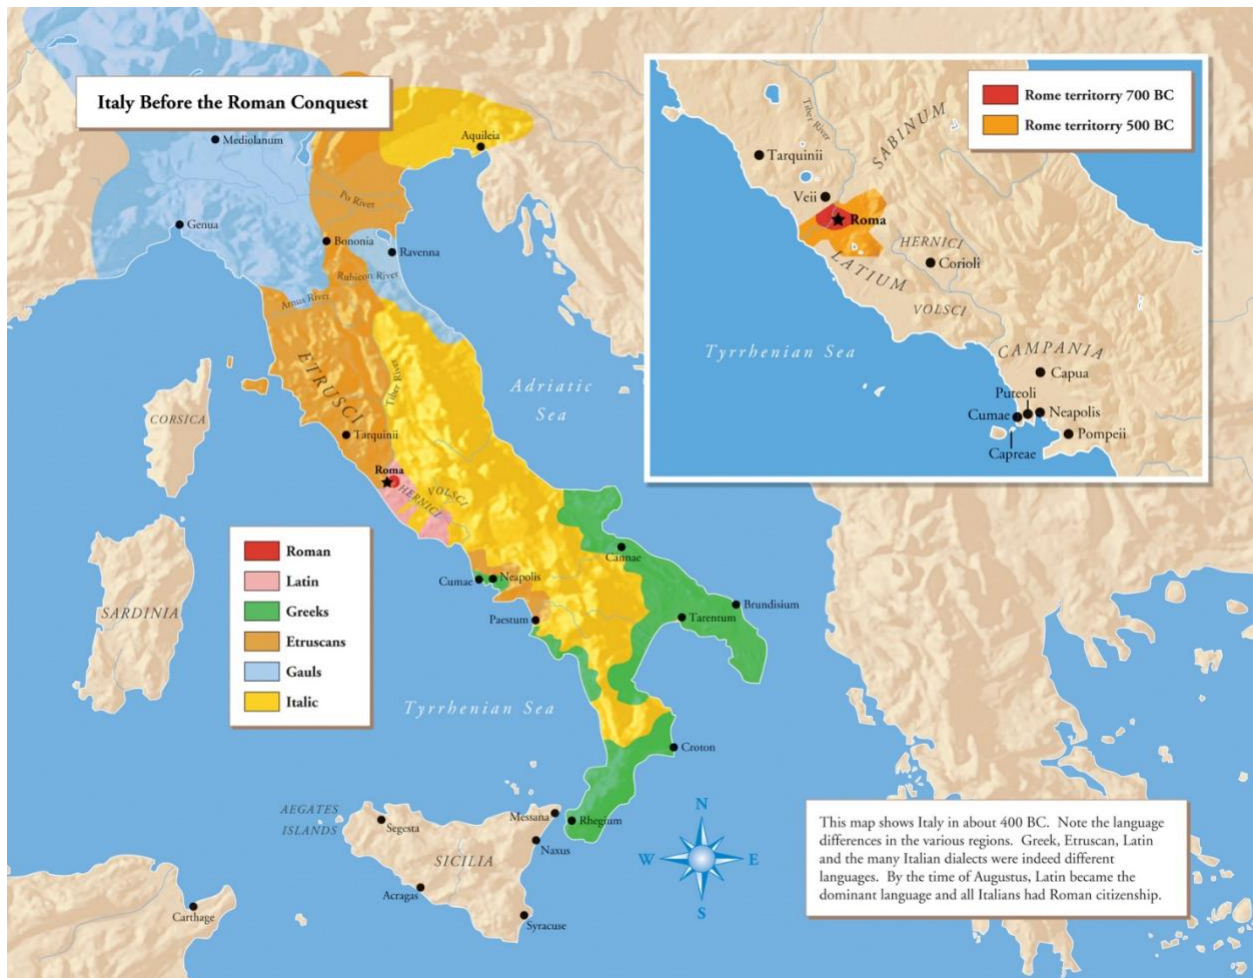 Italy Before the Roman Conquest
Mediolanum
Aquileia
Genua
Po River
Bononia
Ravenna
Rubicon River
Arnus River
ETRUSCI
Tiber River
Adriatic
Sea
CORSICA
Tarquinii
Roma
HERNICI
VOLSCI
Roman
Latin
Greeks
Etruscans
Gauls
Italic
SARDINIA
Cumae
Neapolis
Paestum
Cannae
Brundisium
Tarentum
Tyrrhenian Sea
Croton
AEGATES
ISLANDS
Segesta
Messana
Rhegium
Naxus
SICILIA
Acragas
Syracuse
Carthage
N
W
E
S
Rome territorry 700 BC
Rome territorry 500 BC
Tiber River
SABINUM
Tarquinii
Veii
Roma
HERNICI
Corioli
LATIUM
VOLSCI
Tyrrhenian Sea
CAMPANIA
Capua
Puteoli
Cumae
Neapolis
Pompeii
Capreae
This map shows Italy in about 400 BC. Note the language
differences in the various regions. Greek, Etruscan, Latin
and the many Italian dialects were indeed different
languages. By the time of Augustus, Latin became the
dominant language and all Italians had Roman citizenship.